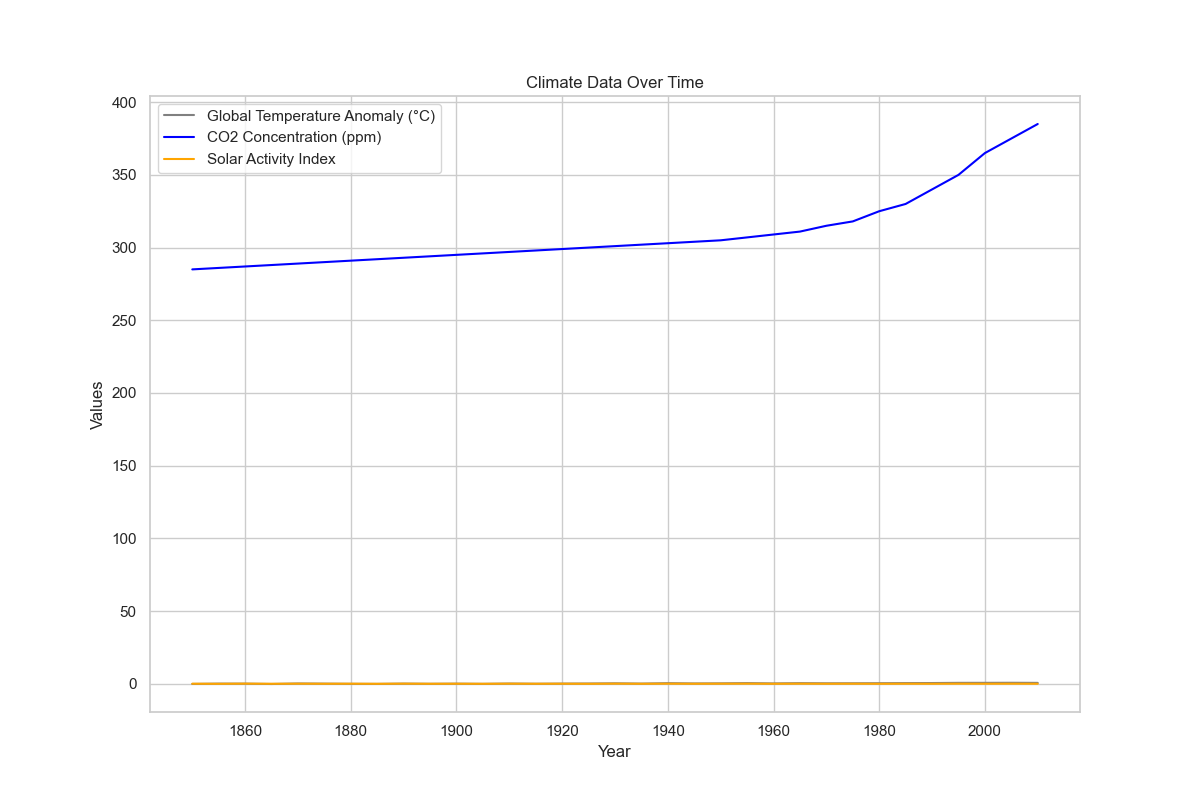 Climate Data Over Time
Global Temperature Anomaly (°C)
CO2 Concentration (ppm)
Solar Activity Index
Values
400
350
300
250
200
150
100
50
0
1860 1880 1900 1920 1940 1960 1980 2000
Year